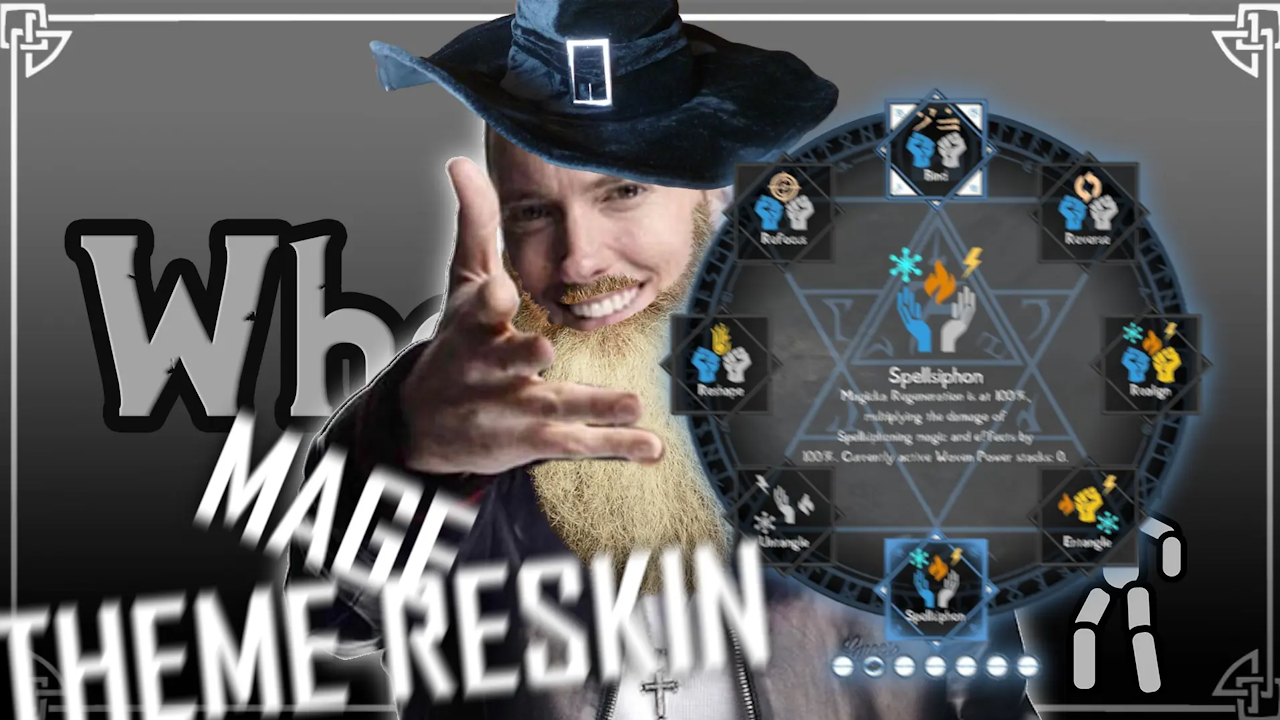 Wh
MAGE
THEME RESKIN
Bind
Refocus
Reverse
Reshape
Realign
Spellsiphon
Magicka Regeneration is at 100%,
multiplying the damage of
Spellsiphoning magic and effects by
100%. Currently active Woven Power stacks: 0.
Untangle
Entangle
Spellsiphon